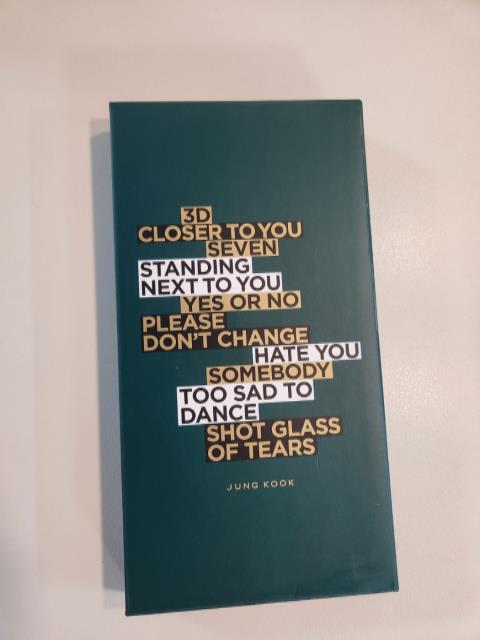 3D
CLOSER TO YOU
SEVEN
STANDING
NEXT TO YOU
YES OR NO
PLEASE
DON'T CHANGE
HATE YOU
SOMEBODY
TOO SAD TO
DANCE
SHOT GLASS
OF TEARS
JUNG KOOK